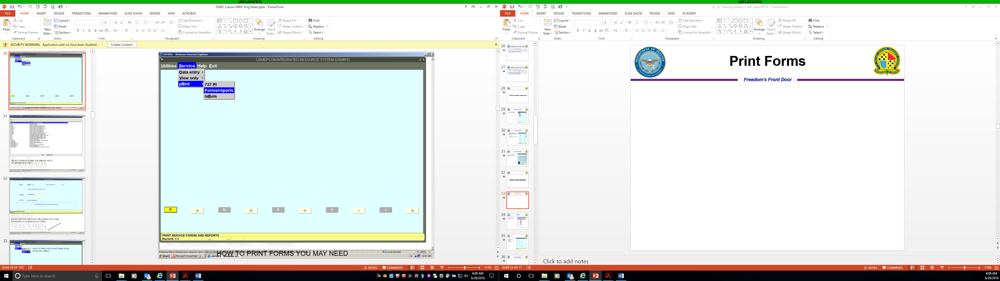 UNCLASSIFIED
USMC Liaison MIRS Trng Slides.pptx - PowerPoint
FILE HOME INSERT DESIGN TRANSITIONS ANIMATIONS SLIDE SHOW REVIEW VIEW ACROBAT
Paste Cut Copy Format Painter Clipboard
New Slide Layout Reset Section Slides
18 Font
Text Direction Align Text Convert to SmartArt Paragraph
Arrange Quick Styles Shape Fill Shape Outline Shape Effects Drawing
Find Replace Select Editing
SECURITY WARNING Application add-ins have been disabled. Enable Content
30
HOW TO PRINT FORMS YOU MAY NEED
31
SELECT FORM BY USING THE ARROW KEYS
HIT ENTER TO ACCEPT
32
ENTER SSN FOR APPLICANT REQUIRING THE FORM
HIT ENTER TO AUTOMATICALLY PRINT
33
HOW TO PRINT APPLICANT NAME TAGS/
PACKAGE LABELS
USMIRS - Windows Internet Explorer
USMEPCOM INTEGRATED RESOURCE SYSTEM (USMIRS)
Utilities Service Help Exit
Data entry
View only
pRint
727 PI
Forms/reports
laBels
P A M D E H O I J Q
PRINT SERVICE FORMS AND REPORTS
Record: 1/1 ... ...
Local intranet 100%
HOW TO PRINT FORMS YOU MAY NEED
Start Microsoft PowerPoint - [... USMIRS - Windows In... 8:47 AM
SLIDE 30 OF 103 NOTES COMMENTS 111%
Type here to search
6:08 AM
6/28/2018
UNCLASSIFIED
SL_GC Training Slides v1 with notes.PPTX - PowerPoint
FILE HOME INSERT DESIGN TRANSITIONS ANIMATIONS SLIDE SHOW REVIEW VIEW ACROBAT
Paste Cut Copy Format Painter Clipboard
New Slide Layout Reset Section Slides
16 Font
Text Direction Align Text Convert to SmartArt Paragraph
Arrange Quick Styles Shape Fill Shape Outline Shape Effects Drawing
Find Replace Select Editing
26
27
28
29
30
31
32
FORMS AND REPORTS
33
34
35
36
DEPARTMENT OF DEFENSE
UNITED STATES OF AMERICA
Print Forms
DEPARTMENT OF DEFENSE
Freedom's Front Door
Click to add notes
SLIDE 33 OF 77 NOTES COMMENTS 110%
6:08 AM
6/28/2018